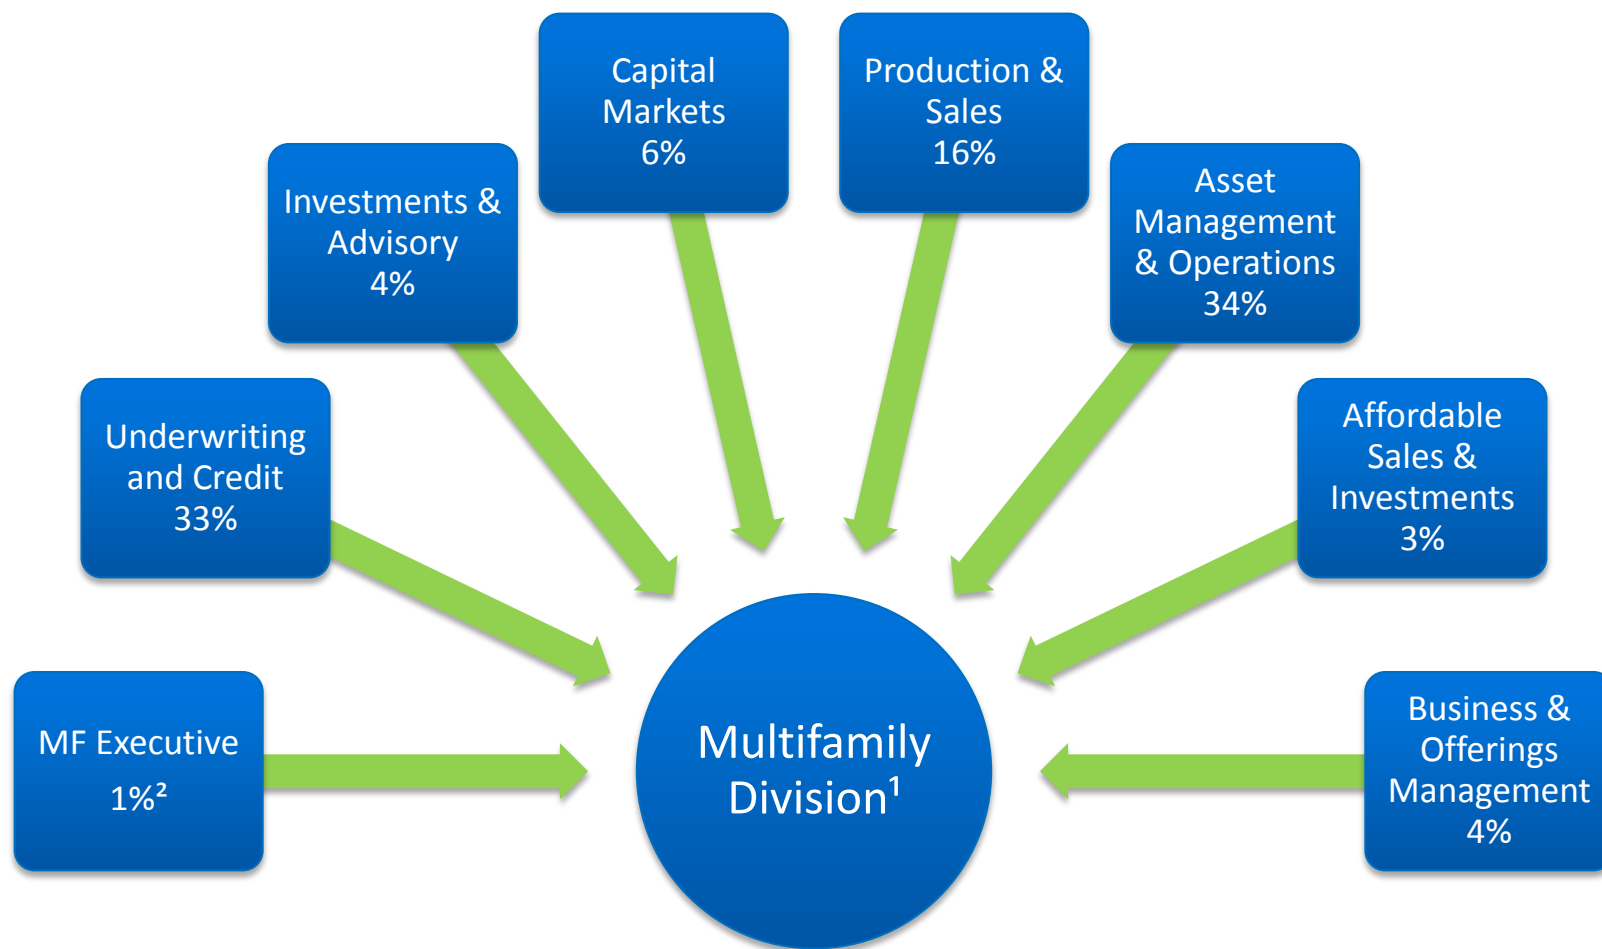 MF Executive
1%²
Underwriting
and Credit
33%
Investments &
Advisory
4%
Capital
Markets
6%
Production &
Sales
16%
Asset
Management
& Operations
34%
Affordable
Sales &
Investments
3%
Business &
Offerings
Management
4%
Multifamily
Division¹